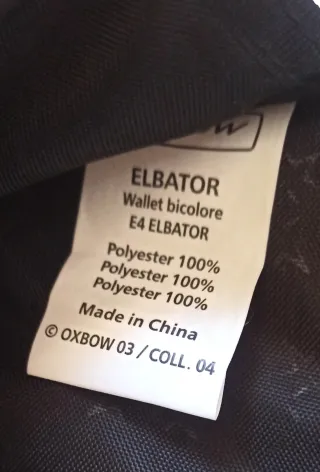 ELBATOR
Wallet bicolore
E4 ELBATOR
Polyester 100%
Polyester 100%
Polyester 100%
Made in China
© OXBOW 03 / COLL. 04